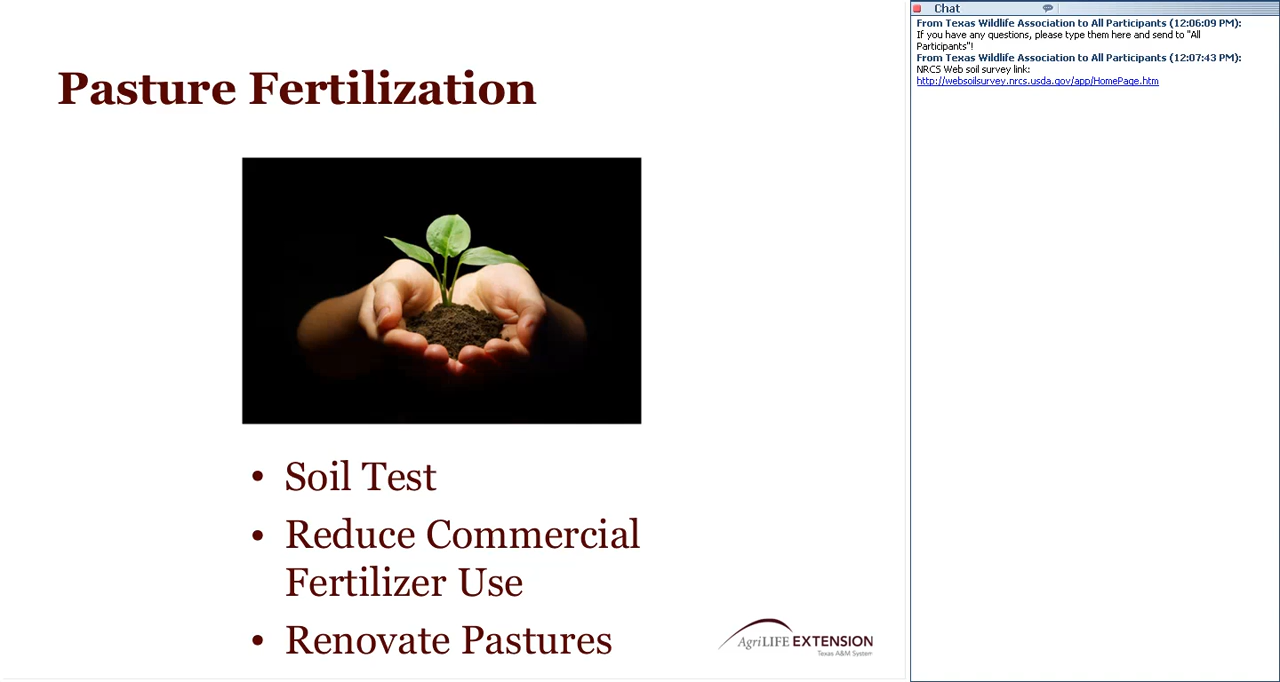 Pasture Fertilization
• Soil Test
• Reduce Commercial
Fertilizer Use
• Renovate Pastures
AgriLIFE EXTENSION
Texas A&M System
Chat
From Texas Wildlife Association to All Participants (12:06:09 PM):
If you have any questions, please type them here and send to "All
Participants"!
From Texas Wildlife Association to All Participants (12:07:43 PM):
NRCS Web soil survey link:
http://websoilsurvey.nrcs.usda.gov/app/HomePage.htm